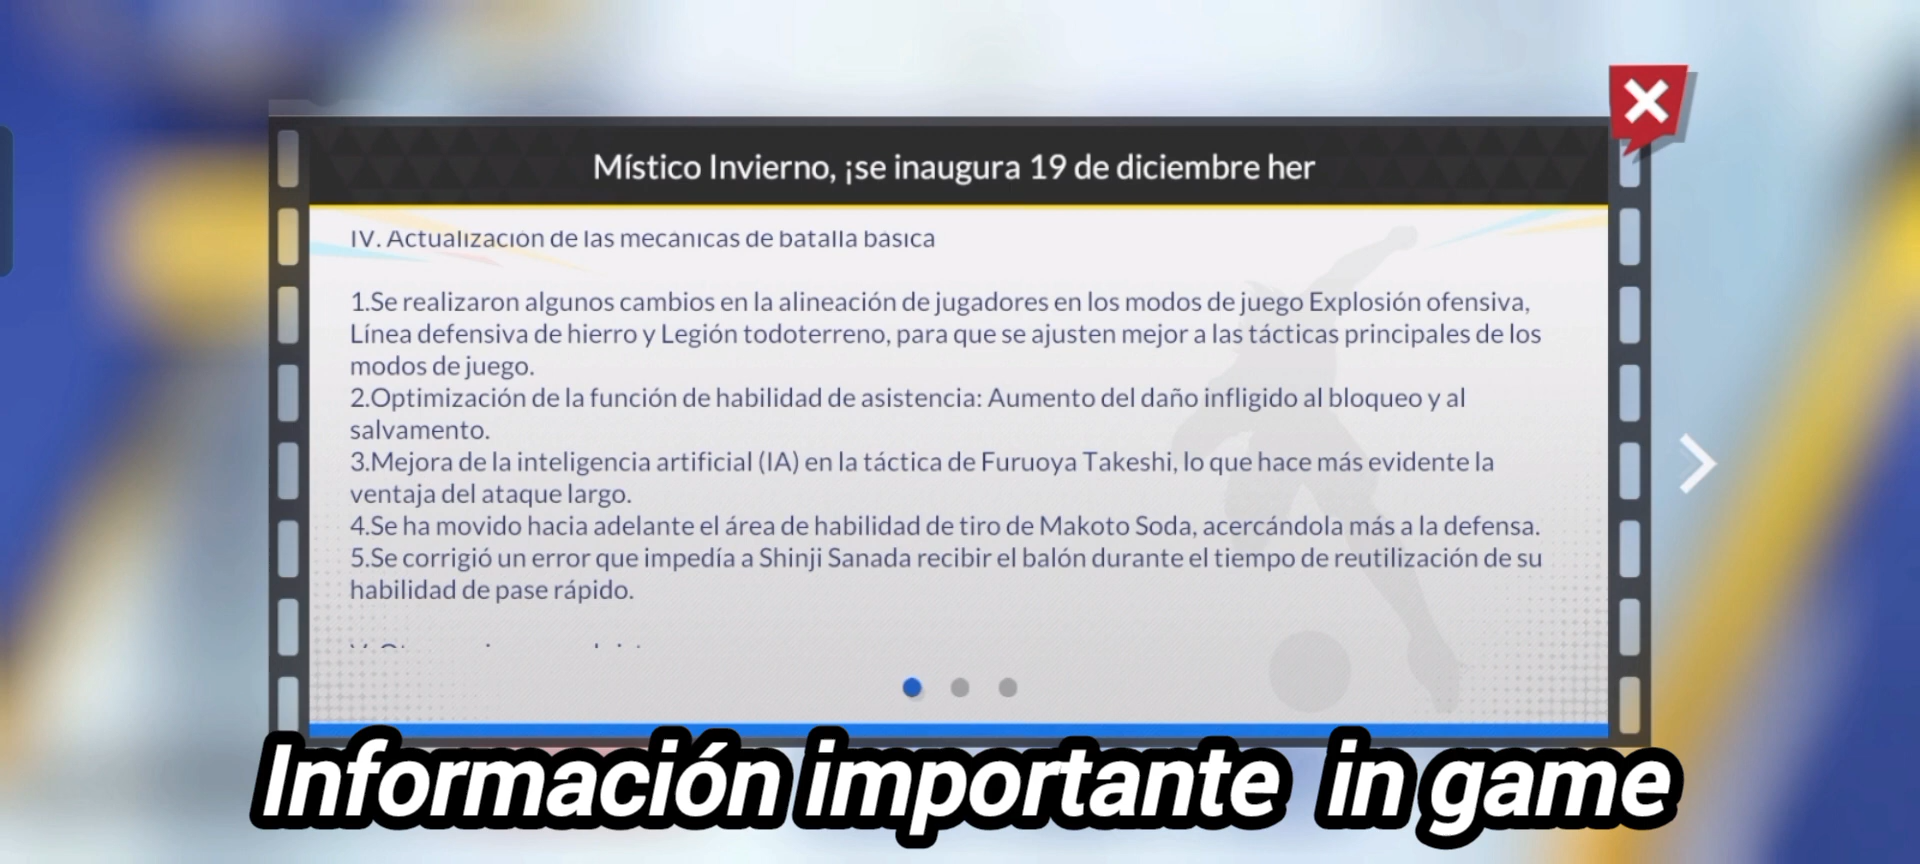 Místico Invierno, ¡se inaugura 19 de diciembre her
IV. Actualización de las mecánicas de batalla básica
1.Se realizaron algunos cambios en la alineación de jugadores en los modos de juego Explosión ofensiva,
Línea defensiva de hierro y Legión todoterreno, para que se ajusten mejor a las tácticas principales de los
modos de juego.
2.Optimización de la función de habilidad de asistencia: Aumento del daño infligido al bloqueo y al
salvamento.
3.Mejora de la inteligencia artificial (IA) en la táctica de Furuoya Takeshi, lo que hace más evidente la
ventaja del ataque largo.
4.Se ha movido hacia adelante el área de habilidad de tiro de Makoto Soda, acercándola más a la defensa.
5.Se corrigió un error que impedía a Shinji Sanada recibir el balón durante el tiempo de reutilización de su
habilidad de pase rápido.
Información importante in game